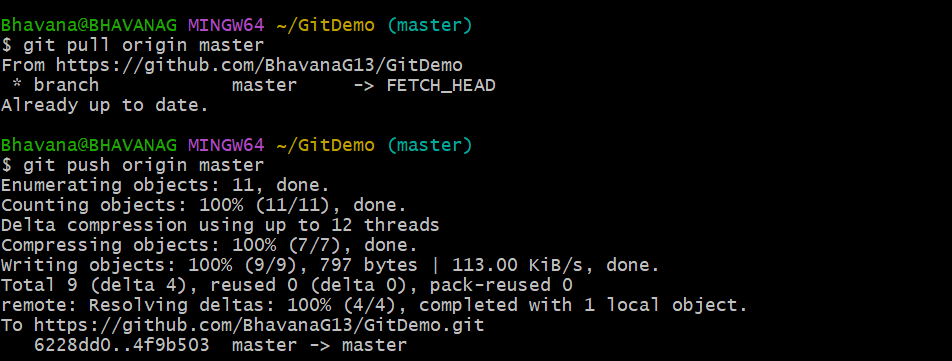 Bhavana@BHAVANAG MINGW64 ~/GitDemo (master)
$ git pull origin master
From https://github.com/BhavanaG13/GitDemo
 * branch            master     -> FETCH_HEAD
Already up to date.

Bhavana@BHAVANAG MINGW64 ~/GitDemo (master)
$ git push origin master
Enumerating objects: 11, done.
Counting objects: 100% (11/11), done.
Delta compression using up to 12 threads
Compressing objects: 100% (7/7), done.
Writing objects: 100% (9/9), 797 bytes | 113.00 KiB/s, done.
Total 9 (delta 4), reused 0 (delta 0), pack-reused 0
remote: Resolving deltas: 100% (4/4), completed with 1 local object.
To https://github.com/BhavanaG13/GitDemo.git
   6228dd0..4f9b503  master -> master